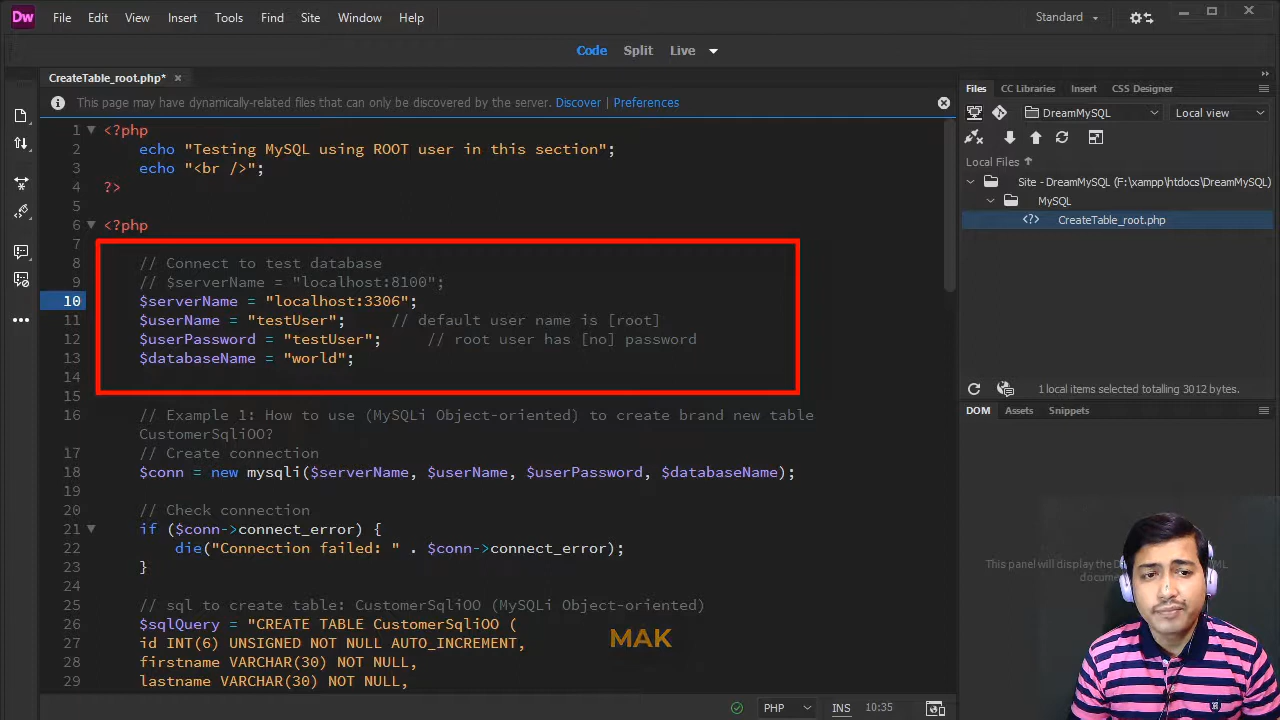 Dw File Edit View Insert Tools Find Site Window Help Standard
Code Split Live
CreateTable_root.php* ×
This page may have dynamically-related files that can only be discovered by the server. Discover | Preferences
1 <?php
2 echo "Testing MySQL using ROOT user in this section";
3 echo "<br />";
4 ?>
5
6 <?php
7
8 // Connect to test database
9 // $serverName = "localhost:8100";
10 $serverName = "localhost:3306";
11 $userName = "testUser"; // default user name is [root]
12 $userPassword = "testUser"; // root user has [no] password
13 $databaseName = "world";
14
15
16 // Example 1: How to use (MySQLi Object-oriented) to create brand new table
CustomerSqliOO?
17 // Create connection
18 $conn = new mysqli($serverName, $userName, $userPassword, $databaseName);
19
20 // Check connection
21 if ($conn->connect_error) {
22 die("Connection failed: " . $conn->connect_error);
23 }
24
25 // sql to create table: CustomerSqliOO (MySQLi Object-oriented)
26 $sqlQuery = "CREATE TABLE CustomerSqliOO (
27 id INT(6) UNSIGNED NOT NULL AUTO_INCREMENT,
28 firstname VARCHAR(30) NOT NULL,
29 lastname VARCHAR(30) NOT NULL,
MAK
PHP INS 10:35
Files CC Libraries Insert CSS Designer
DreamMySQL Local view
Local Files
Site - DreamMySQL (F:\xampp\htdocs\DreamMySQL)
MySQL
<?> CreateTable_root.php
1 local items selected totalling 3012 bytes.
DOM Assets Snippets
This panel will display the